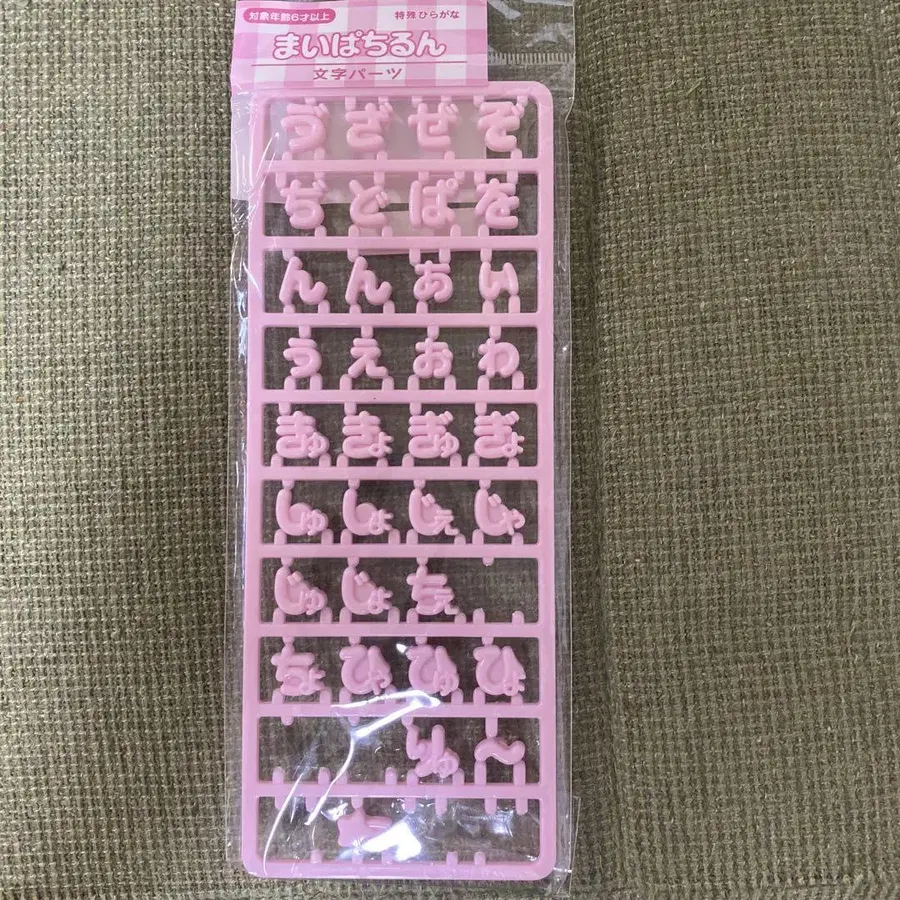 対象年齢6才以上
特殊ひらがな
まいぱちるん
文字パーツ
ゔ ざ ぜ ぞ
ぢ ど ぱ を
ん ん ぁ ぃ
ぅ ぇ ぉ ゎ
きゅ きょ ぎゅ ぎょ
しゅ しょ じぇ じゃ
じゅ じょ ちぇ
ちょ ひゃ ひゅ ひょ
りゅ 〜